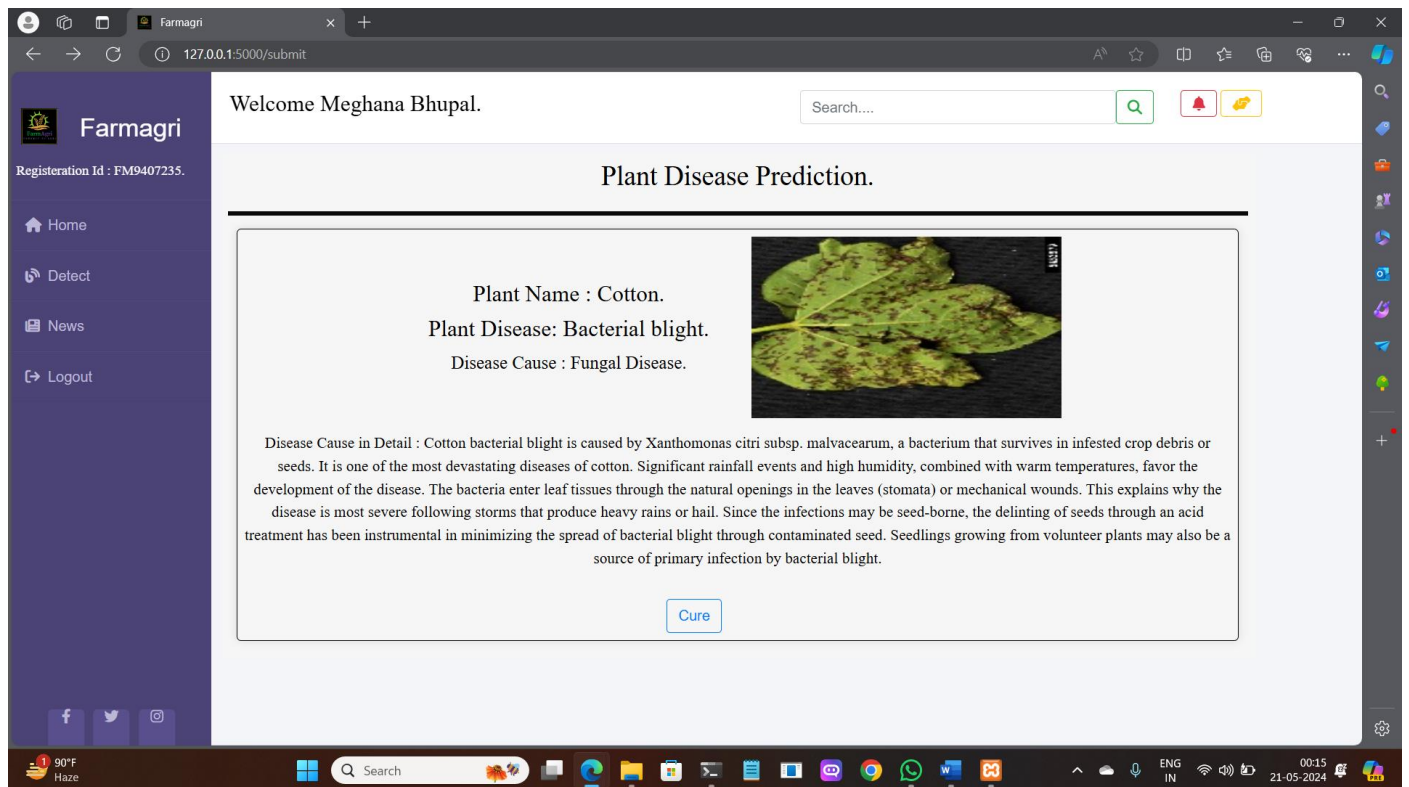 Farmagri
127.0.0.1:5000/submit
Farmagri
Registeration Id : FM9407235.
Home
Detect
News
Logout
Welcome Meghana Bhupal.
Search....
Plant Disease Prediction.
Plant Name : Cotton.
Plant Disease: Bacterial blight.
Disease Cause : Fungal Disease.
Disease Cause in Detail : Cotton bacterial blight is caused by Xanthomonas citri subsp. malvacearum, a bacterium that survives in infested crop debris or
seeds. It is one of the most devastating diseases of cotton. Significant rainfall events and high humidity, combined with warm temperatures, favor the
development of the disease. The bacteria enter leaf tissues through the natural openings in the leaves (stomata) or mechanical wounds. This explains why the
disease is most severe following storms that produce heavy rains or hail. Since the infections may be seed-borne, the delinting of seeds through an acid
treatment has been instrumental in minimizing the spread of bacterial blight through contaminated seed. Seedlings growing from volunteer plants may also be a
source of primary infection by bacterial blight.
Cure
1
90°F
Haze
Search
ENG
IN
00:15
21-05-2024
PRE